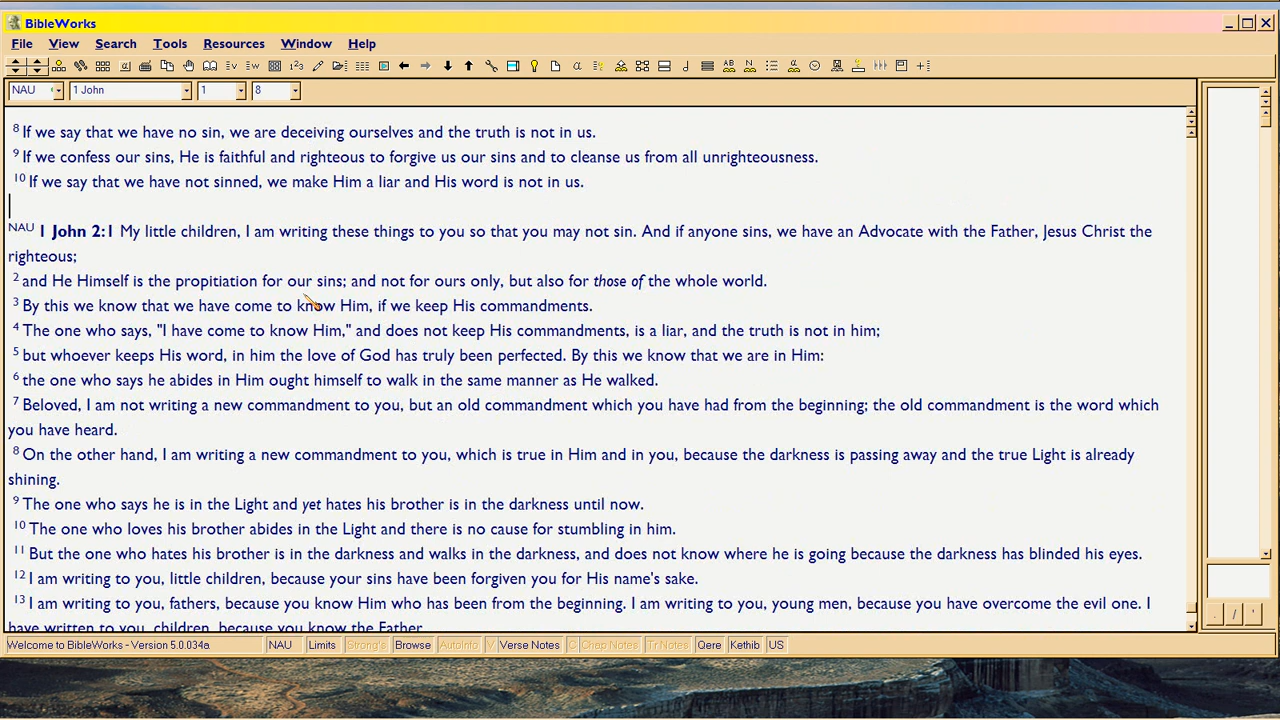 BibleWorks
File View Search Tools Resources Window Help
NAU 1 John 1 8
8 If we say that we have no sin, we are deceiving ourselves and the truth is not in us.
9 If we confess our sins, He is faithful and righteous to forgive us our sins and to cleanse us from all unrighteousness.
10 If we say that we have not sinned, we make Him a liar and His word is not in us.
NAU 1 John 2:1 My little children, I am writing these things to you so that you may not sin. And if anyone sins, we have an Advocate with the Father, Jesus Christ the
righteous;
2 and He Himself is the propitiation for our sins; and not for ours only, but also for those of the whole world.
3 By this we know that we have come to know Him, if we keep His commandments.
4 The one who says, "I have come to know Him," and does not keep His commandments, is a liar, and the truth is not in him;
5 but whoever keeps His word, in him the love of God has truly been perfected. By this we know that we are in Him:
6 the one who says he abides in Him ought himself to walk in the same manner as He walked.
7 Beloved, I am not writing a new commandment to you, but an old commandment which you have had from the beginning; the old commandment is the word which
you have heard.
8 On the other hand, I am writing a new commandment to you, which is true in Him and in you, because the darkness is passing away and the true Light is already
shining.
9 The one who says he is in the Light and yet hates his brother is in the darkness until now.
10 The one who loves his brother abides in the Light and there is no cause for stumbling in him.
11 But the one who hates his brother is in the darkness and walks in the darkness, and does not know where he is going because the darkness has blinded his eyes.
12 I am writing to you, little children, because your sins have been forgiven you for His name's sake.
13 I am writing to you, fathers, because you know Him who has been from the beginning. I am writing to you, young men, because you have overcome the evil one. I
have written to you, children, because you know the Father.
Welcome to BibleWorks - Version 5.0.034a NAU Limits Strong's Browse AutoInfo V Verse Notes C Chap Notes Tr Notes Qere Kethib US